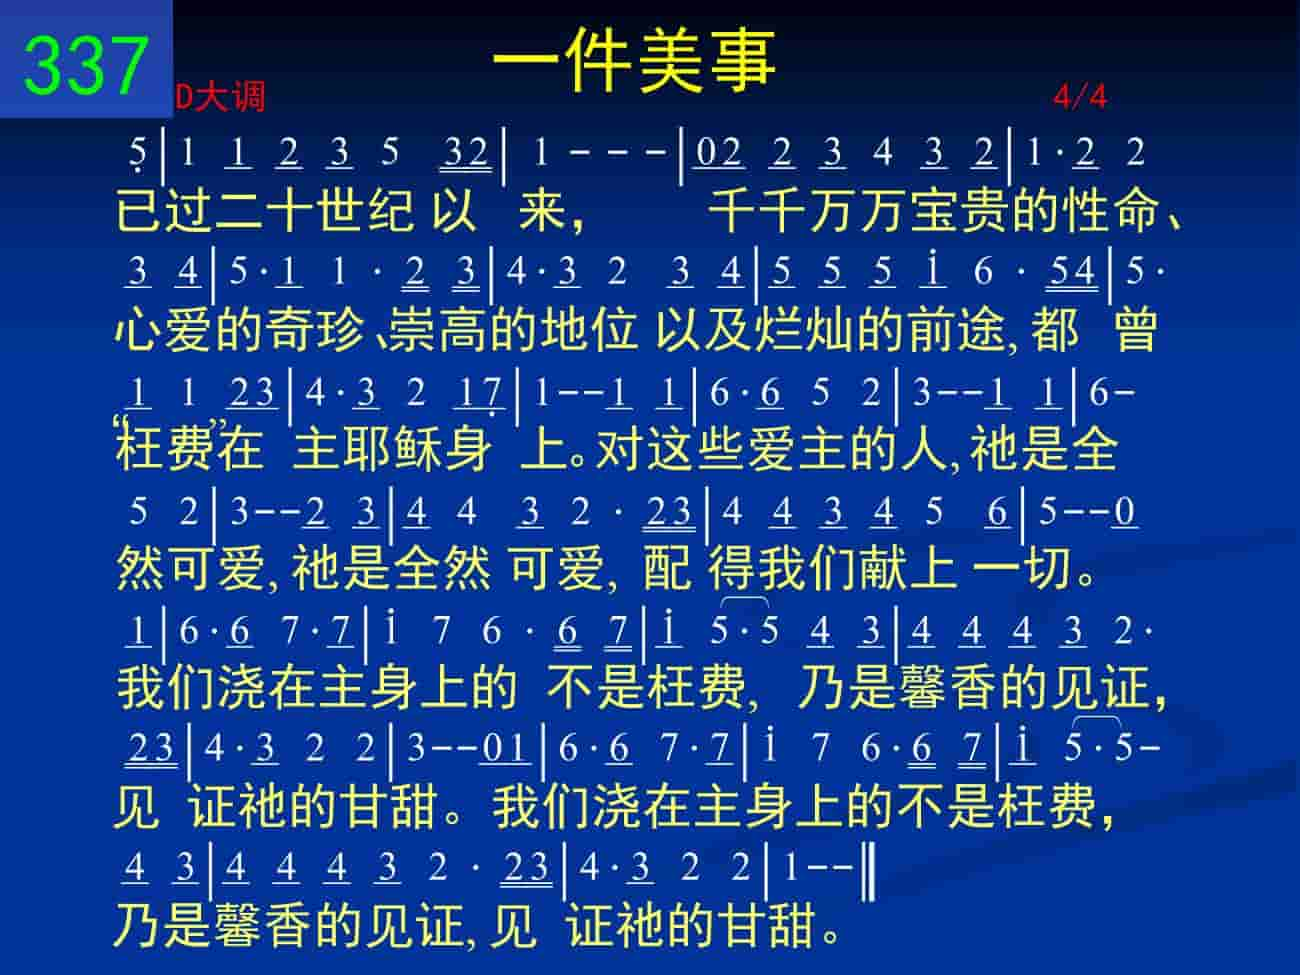 337
一件美事
D大调 4/4
5̣ | 1 1 2 3 5 32 | 1 - - - | 02 2 3 4 3 2 | 1·2 2
已过二十世纪 以 来， 千千万万宝贵的性命、
3 4 | 5·1 1 · 2 3 | 4·3 2 3 4 | 5 5 5 i 6 · 54 | 5·
心爱的奇珍、崇高的地位 以及烂灿的前途, 都 曾
1 1 23 | 4·3 2 17̣ | 1--1 1 | 6·6 5 2 | 3--1 1 | 6-
“枉费”在 主耶稣身 上。对这些爱主的人, 祂是全
5 2 | 3--2 3 | 4 4 3 2 · 23 | 4 4 3 4 5 6 | 5--0
然可爱, 祂是全然 可爱, 配 得我们献上 一切。
1 | 6·6 7·7 | i 7 6 · 6 7 | i 5·5 4 3 | 4 4 4 3 2·
我们浇在主身上的 不是枉费, 乃是馨香的见证，
23 | 4·3 2 2 | 3--01 | 6·6 7·7 | i 7 6·6 7 | i 5·5-
见 证祂的甘甜。我们浇在主身上的不是枉费，
4 3 | 4 4 4 3 2 · 23 | 4·3 2 2 | 1--‖
乃是馨香的见证, 见 证祂的甘甜。